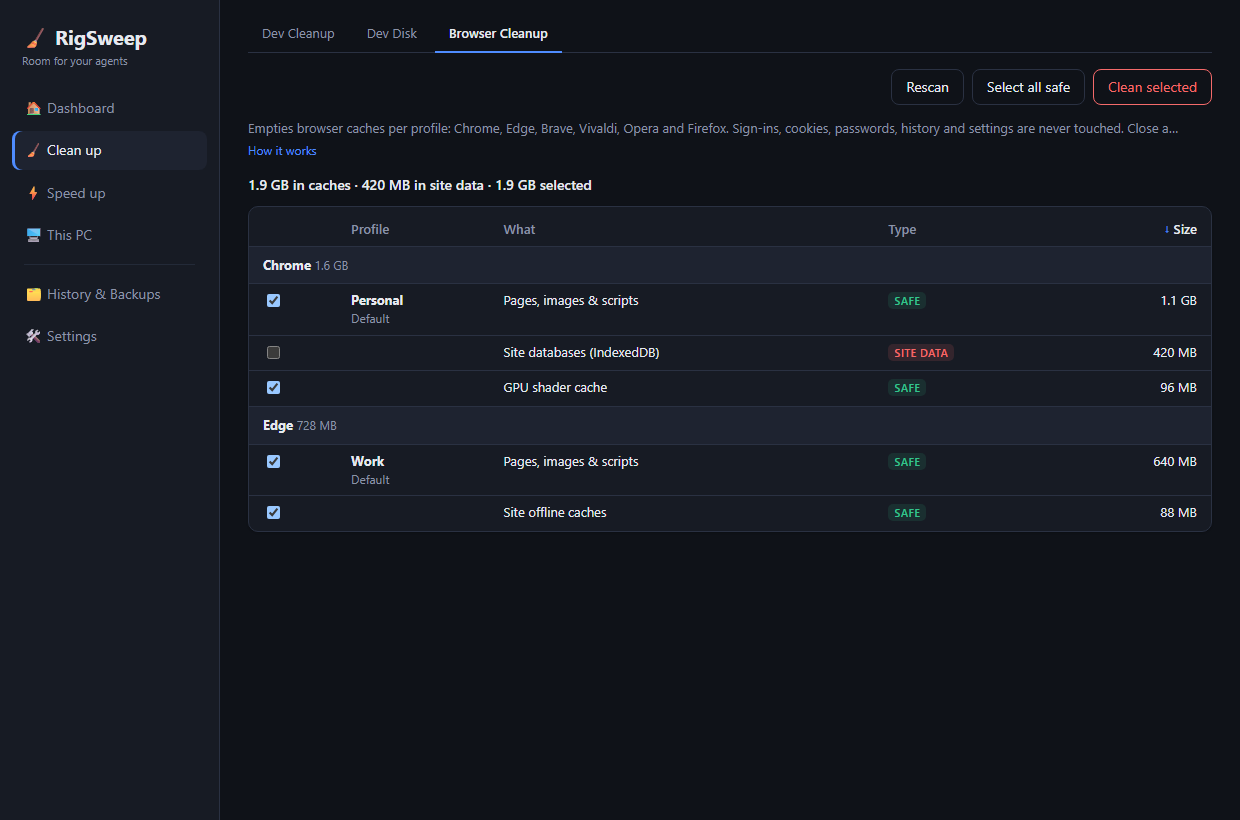 RigSweep
Room for your agents
Dashboard
Clean up
Speed up
This PC
History & Backups
Settings
Dev Cleanup Dev Disk Browser Cleanup
Rescan Select all safe Clean selected
Empties browser caches per profile: Chrome, Edge, Brave, Vivaldi, Opera and Firefox. Sign-ins, cookies, passwords, history and settings are never touched. Close a...
How it works
1.9 GB in caches · 420 MB in site data · 1.9 GB selected
Profile What Type ↓ Size
Chrome 1.6 GB
Personal Pages, images & scripts SAFE 1.1 GB
Default
Site databases (IndexedDB) SITE DATA 420 MB
GPU shader cache SAFE 96 MB
Edge 728 MB
Work Pages, images & scripts SAFE 640 MB
Default
Site offline caches SAFE 88 MB